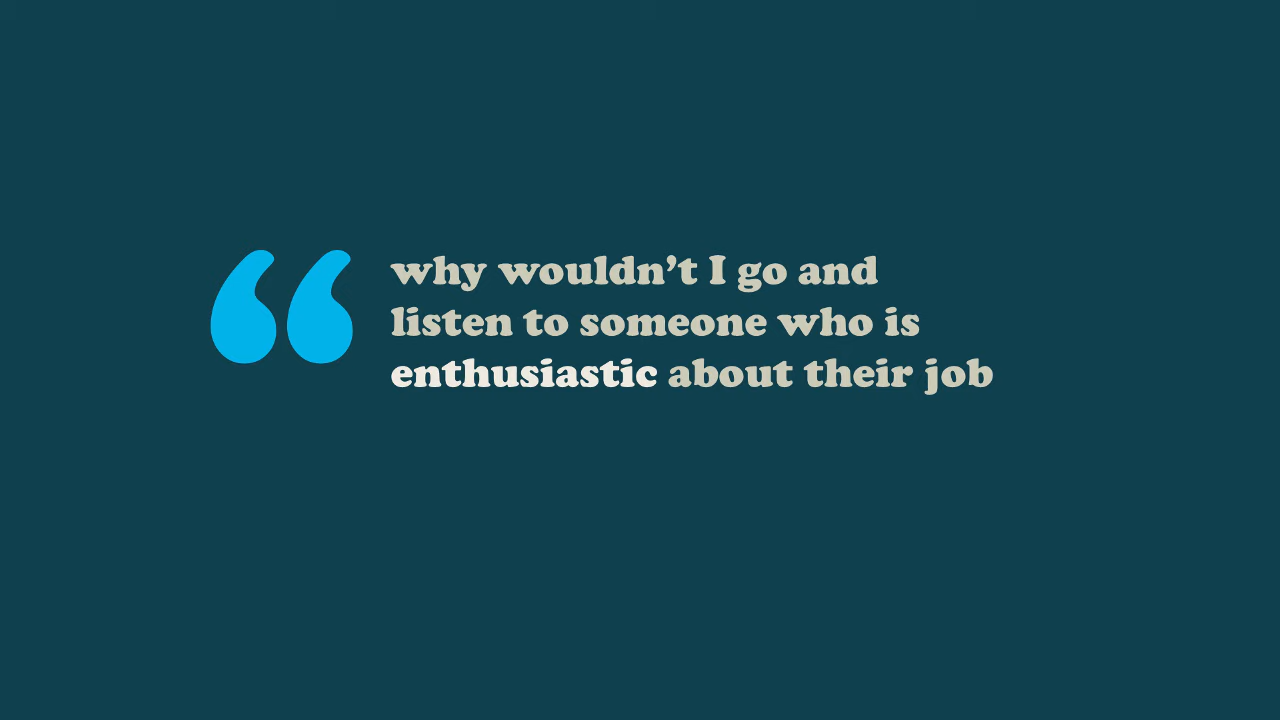 “
why wouldn’t I go and
listen to someone who is
enthusiastic about their job